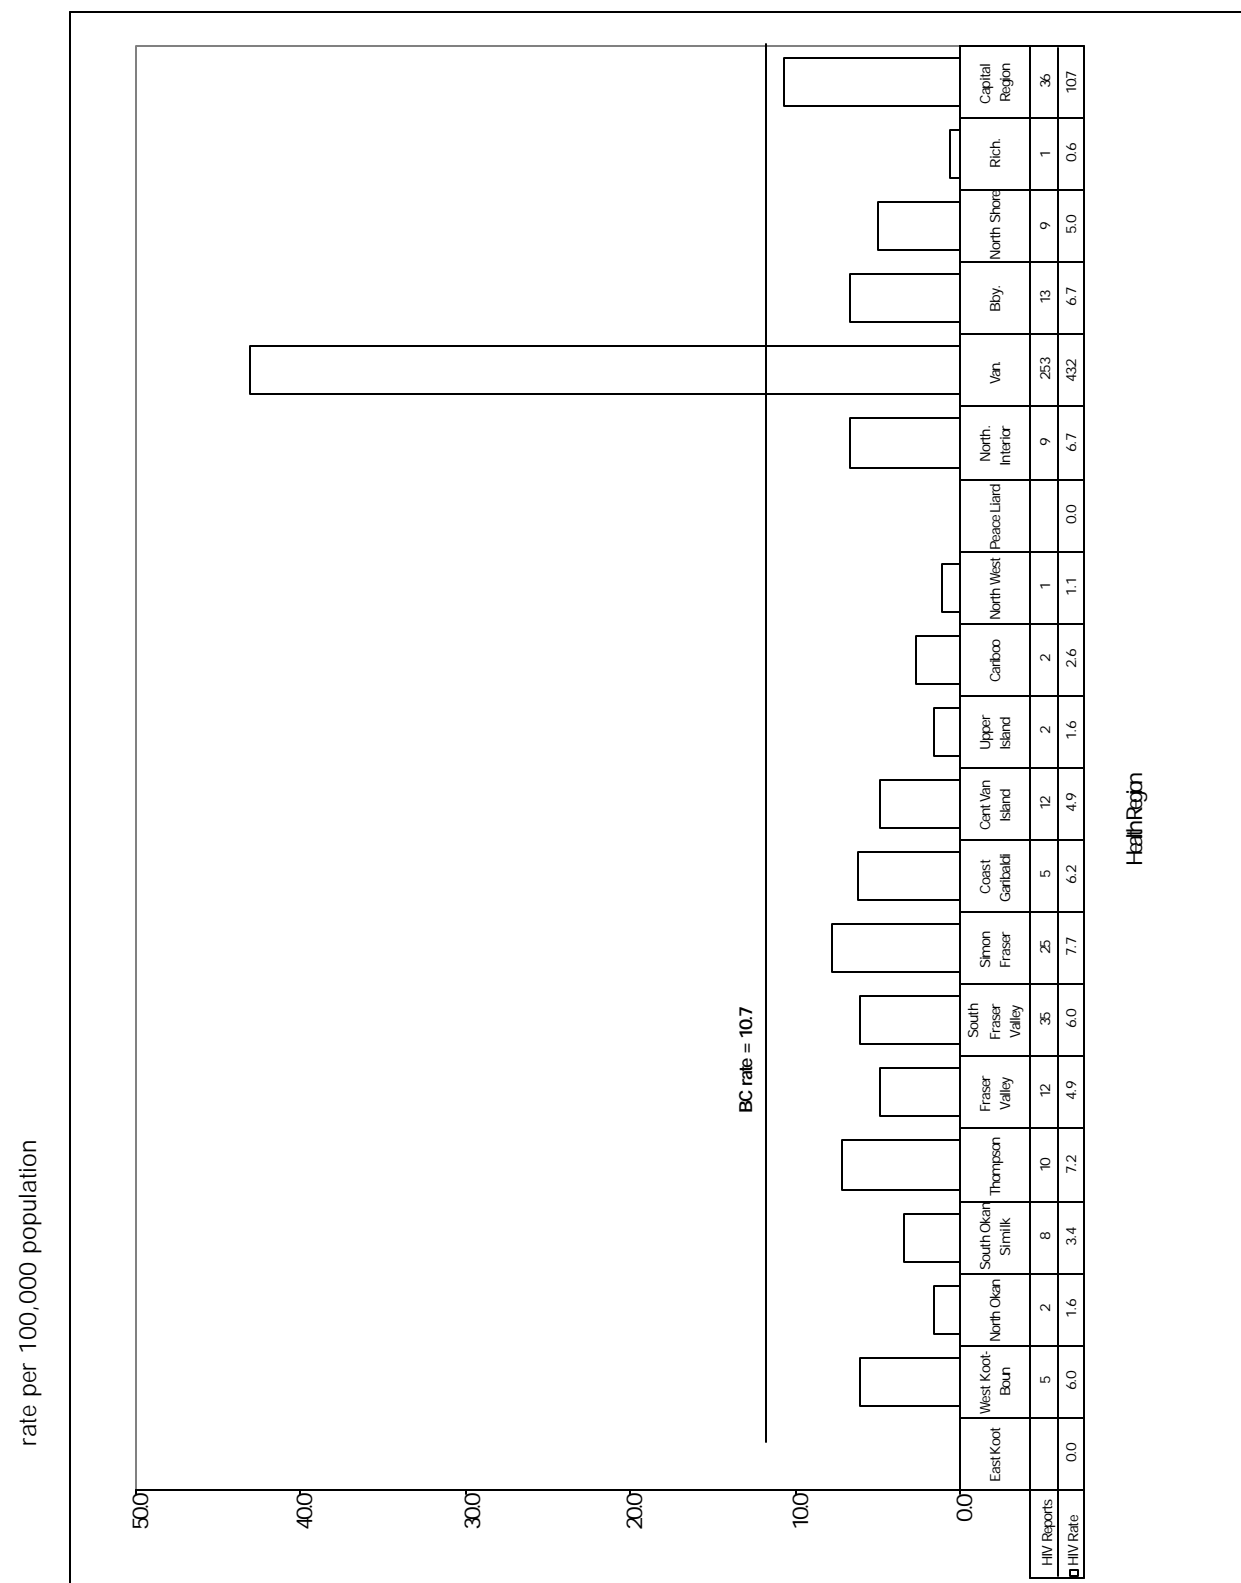 rate per 100,000 population
50.0
40.0
30.0
20.0
10.0
0.0
BC rate = 10.7
East Koot
West Koot-
Boun
North Okan
South Okan
Similk
Thompson
Fraser
Valley
South
Fraser
Valley
Simon
Fraser
Coast
Garibaldi
Cent Van
Island
Upper
Island
Cariboo
North West
Peace Liard
North.
Interior
Van.
Bby.
North Shore
Rich.
Capital
Region
HIV Reports 5 2 8 10 12 35 25 5 12 2 2 1 9 253 13 9 1 36
HIV Rate 0.0 6.0 1.6 3.4 7.2 4.9 6.0 7.7 6.2 4.9 1.6 2.6 1.1 0.0 6.7 43.2 6.7 5.0 0.6 10.7
Health Region